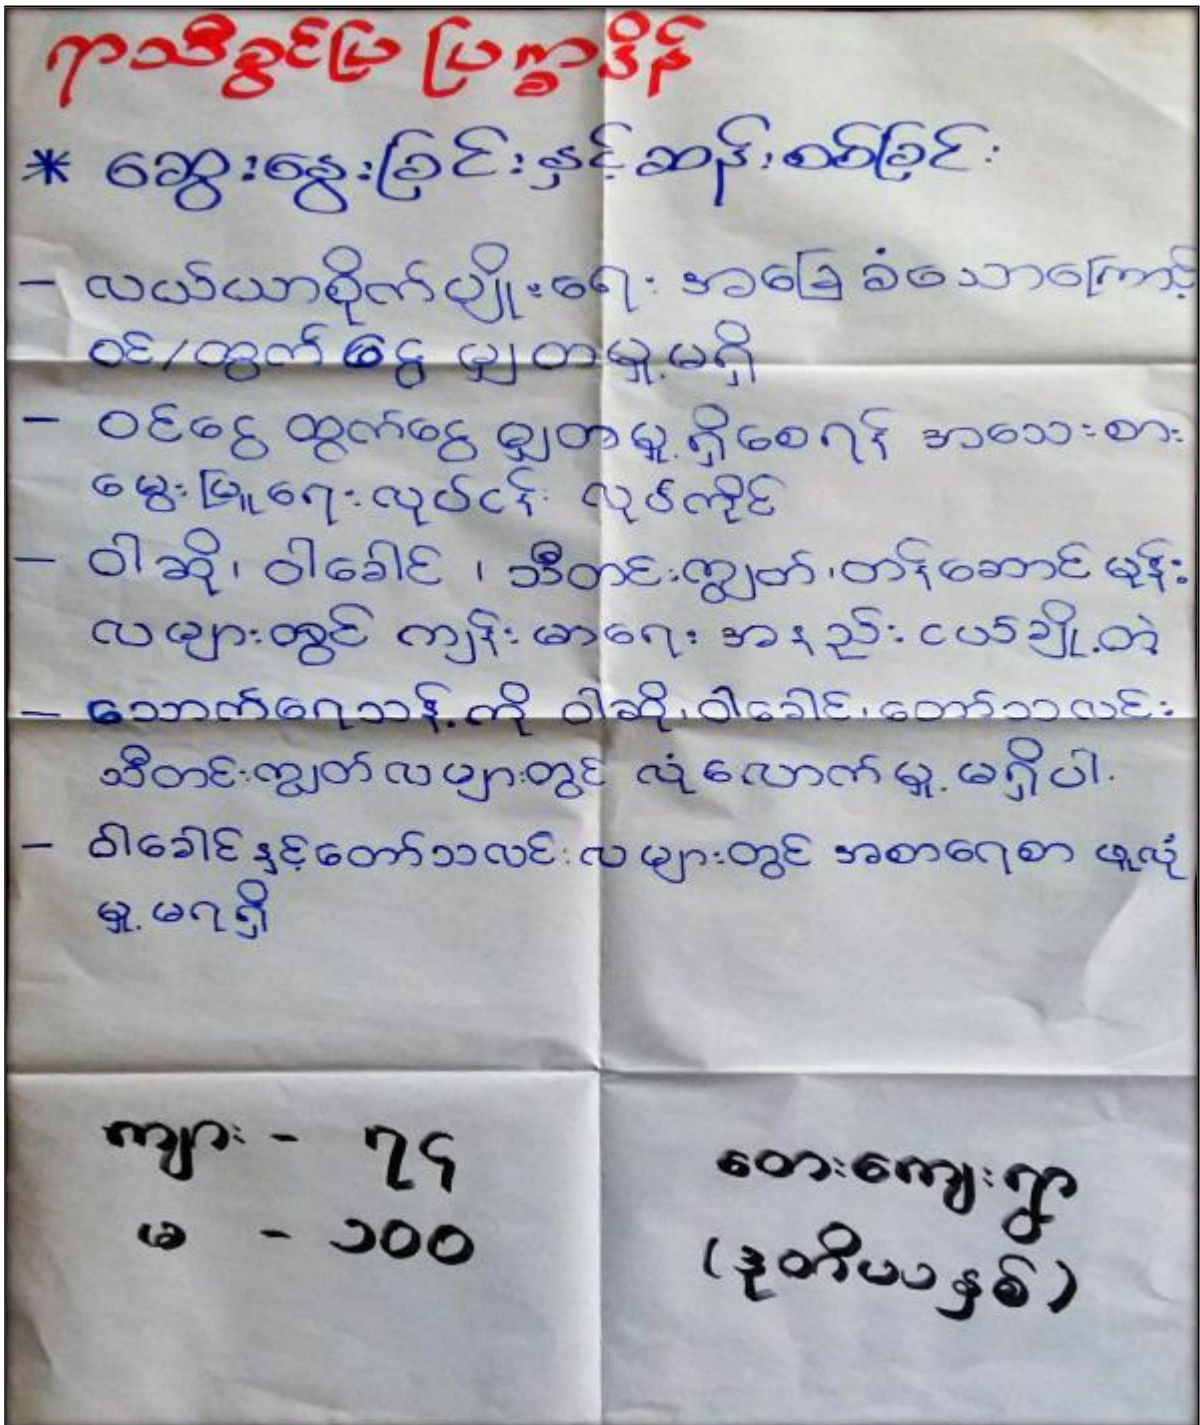 ရာသီခွင်ပြ ပြက္ခဒိန်
* ဆွေးနွေးခြင်းနှင့်ဆန်းစစ်ခြင်း
- လယ်ယာစိုက်ပျိုးရေး အခြေခံသောကြောင့်
ဝင်/ထွက်ငွေ မျှတမှု့မရှိ
- ဝင်ငွေ ထွက်ငွေ မျှတမှု့ရှိစေရန် အသေးစား
မွေးမြူရေးလုပ်ငန်း လုပ်ကိုင်
- ဝါဆို၊ ဝါခေါင် ၊ သီတင်းကျွတ်၊တန်ဆောင်မုန်း
လများတွင် ကျန်းမာရေး အနည်းငယ်ချို့တဲ့
- သောက်ရေသန့်ကို ဝါဆို၊ဝါခေါင်၊တော်သလင်း
သီတင်းကျွတ်လများတွင် လုံလောက်မှု့မရှိပါ.
- ဝါခေါင်နှင့်တော်သလင်းလများတွင် အစာရေစာ ဖူလုံ
မှု့မရရှိ
ကျား - ၇၄
မ - ၁၀၀
တေးကျေးရွာ
(ဒုတိယနှစ်)